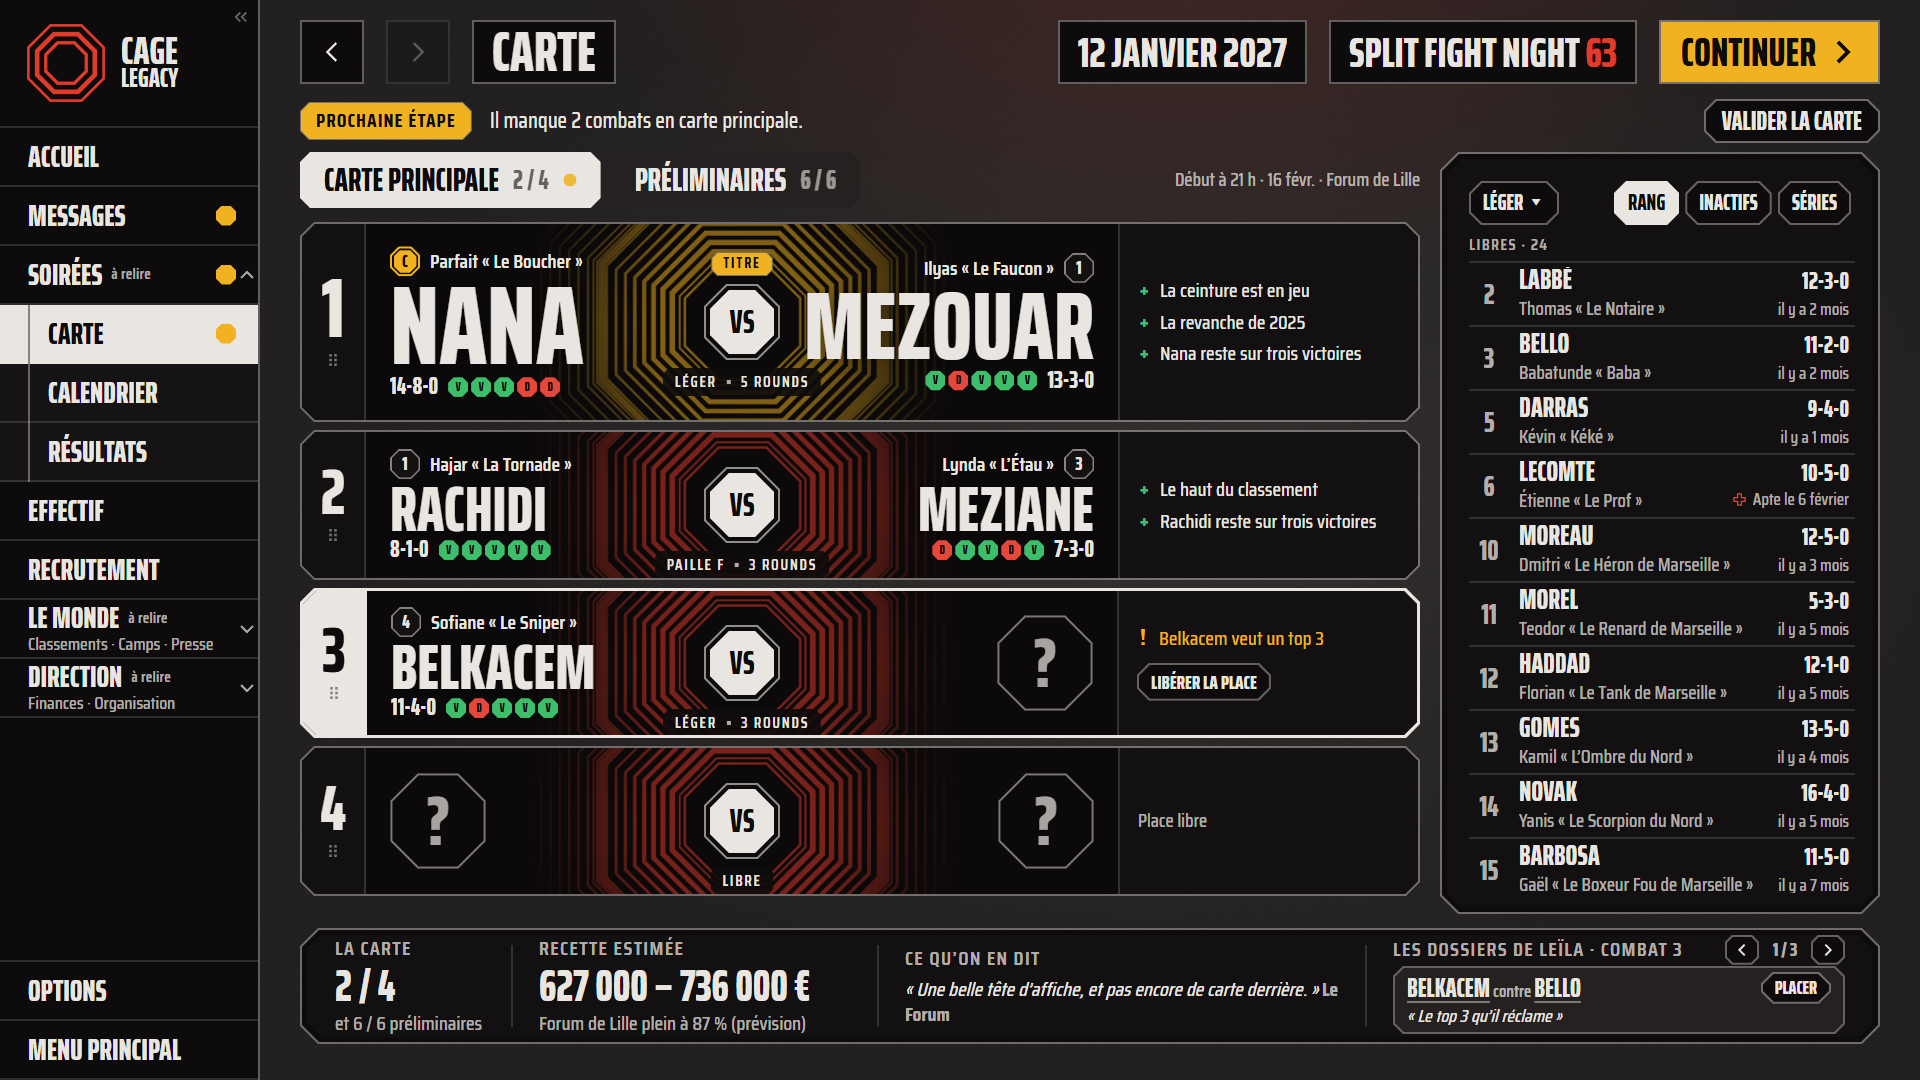 CAGE
LEGACY
«
ACCUEIL
MESSAGES
SOIRÉES à relire
CARTE
CALENDRIER
RÉSULTATS
EFFECTIF
RECRUTEMENT
LE MONDE à relire
Classements · Camps · Presse
DIRECTION à relire
Finances · Organisation
OPTIONS
MENU PRINCIPAL
CARTE
12 JANVIER 2027
SPLIT FIGHT NIGHT 63
CONTINUER
PROCHAINE ÉTAPE
Il manque 2 combats en carte principale.
VALIDER LA CARTE
CARTE PRINCIPALE 2/4
PRÉLIMINAIRES 6/6
Début à 21 h · 16 févr. · Forum de Lille
1
C Parfait « Le Boucher »
NANA
14-8-0 V V V D D
TITRE
VS
LÉGER ▪ 5 ROUNDS
Ilyas « Le Faucon » 1
MEZOUAR
V D V V V 13-3-0
+ La ceinture est en jeu
+ La revanche de 2025
+ Nana reste sur trois victoires
2
1 Hajar « La Tornade »
RACHIDI
8-1-0 V V V V V
VS
PAILLE F ▪ 3 ROUNDS
Lynda « L’Étau » 3
MEZIANE
D V V D V 7-3-0
+ Le haut du classement
+ Rachidi reste sur trois victoires
3
4 Sofiane « Le Sniper »
BELKACEM
11-4-0 V D V V V
VS
LÉGER ▪ 3 ROUNDS
?
! Belkacem veut un top 3
LIBÉRER LA PLACE
4
?
VS
LIBRE
?
Place libre
LÉGER ▼
RANG
INACTIFS
SÉRIES
LIBRES · 24
2 LABBÉ 12-3-0
Thomas « Le Notaire » il y a 2 mois
3 BELLO 11-2-0
Babatunde « Baba » il y a 2 mois
5 DARRAS 9-4-0
Kévin « Kéké » il y a 1 mois
6 LECOMTE 10-5-0
Étienne « Le Prof » Apte le 6 février
10 MOREAU 12-5-0
Dmitri « Le Héron de Marseille » il y a 3 mois
11 MOREL 5-3-0
Teodor « Le Renard de Marseille » il y a 5 mois
12 HADDAD 12-1-0
Florian « Le Tank de Marseille » il y a 5 mois
13 GOMES 13-5-0
Kamil « L’Ombre du Nord » il y a 4 mois
14 NOVAK 16-4-0
Yanis « Le Scorpion du Nord » il y a 5 mois
15 BARBOSA 11-5-0
Gaël « Le Boxeur Fou de Marseille » il y a 7 mois
LA CARTE
2 / 4
et 6 / 6 préliminaires
RECETTE ESTIMÉE
627 000 – 736 000 €
Forum de Lille plein à 87 % (prévision)
CE QU’ON EN DIT
« Une belle tête d’affiche, et pas encore de carte derrière. » Le
Forum
LES DOSSIERS DE LEÏLA · COMBAT 3
1/3
BELKACEM contre BELLO
« Le top 3 qu’il réclame »
PLACER